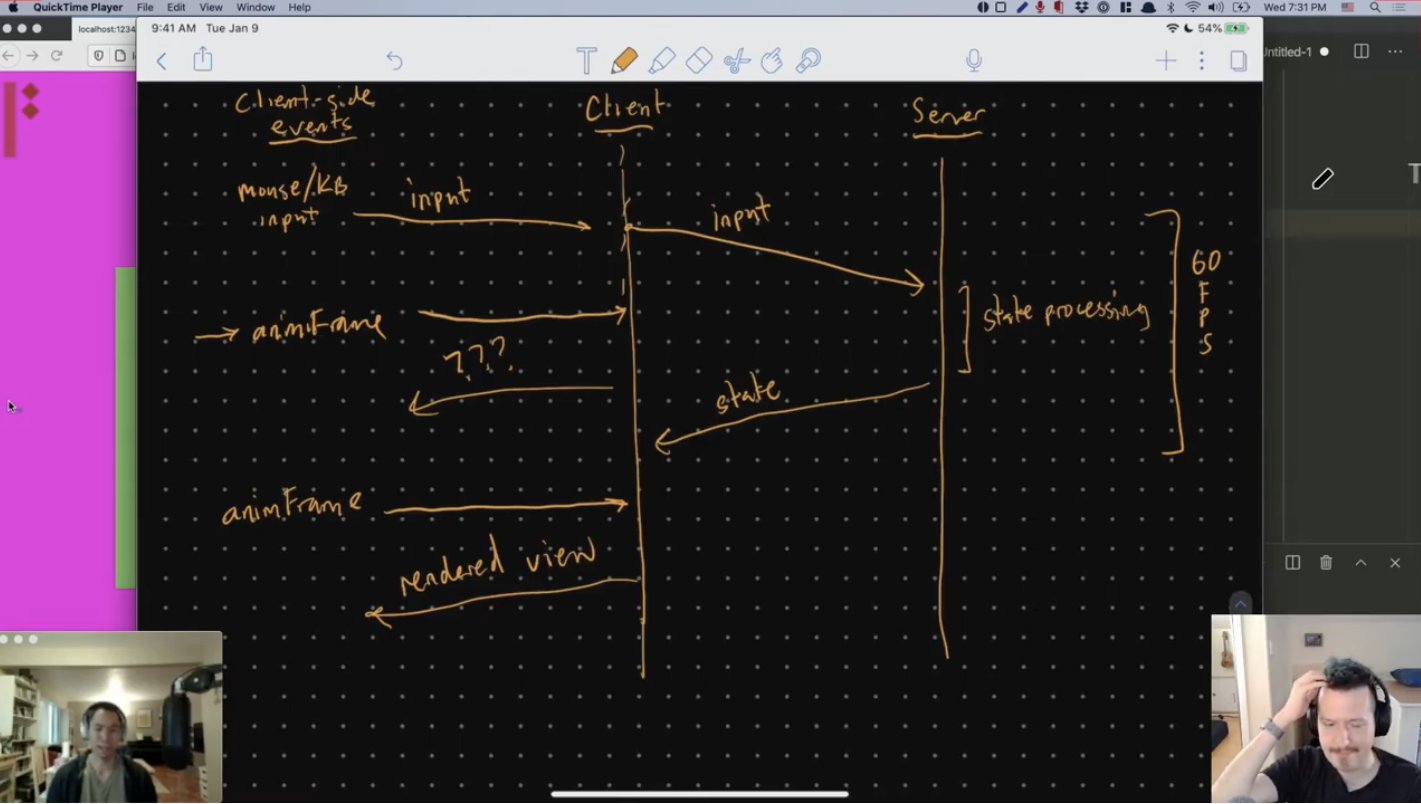 QuickTime Player File Edit View Window Help
Wed 7:31 PM
localhost:1234
9:41 AM Tue Jan 9
54%
Untitled-1
T
Client-side
events
Client
Server
mouse/KB
input
input
input
60
F
P
S
state processing
→ animFrame
???
state
animFrame
rendered view